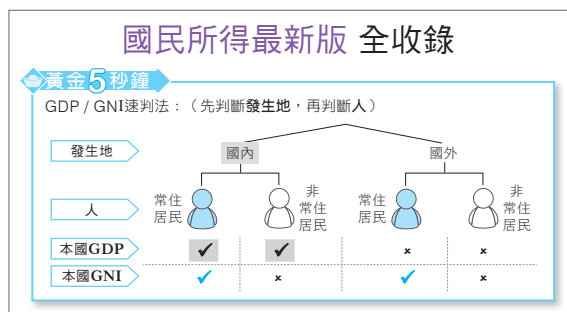 國民所得最新版 全收錄
黃金5秒鐘
GDP / GNI速判法：（先判斷發生地，再判斷人）
發生地
國內
國外
人
常住
居民
非
常住
居民
常住
居民
非
常住
居民
本國GDP ✓ ✓ × ×
本國GNI ✓ × ✓ ×